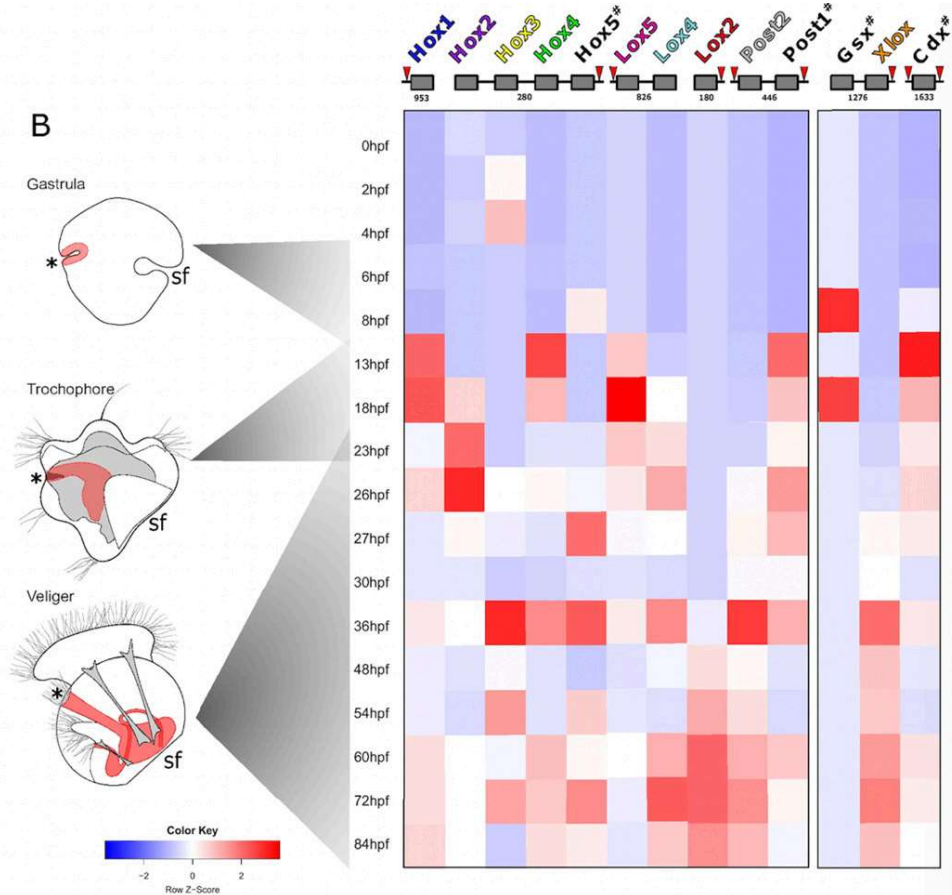 Hox1 Hox2 Hox3 Hox4 Hox5# Lox5 Lox4 Lox2 Post2 Post1# Gsx# Xlox Cdx#
953 280 826 180 446 1276 1633
B
0hpf
2hpf
Gastrula
4hpf
*
sf
6hpf
8hpf
13hpf
Trochophore
18hpf
23hpf
*
26hpf
sf
27hpf
30hpf
Veliger
36hpf
48hpf
*
54hpf
60hpf
sf
72hpf
Color Key
84hpf
-2 0 2
Row Z-Score